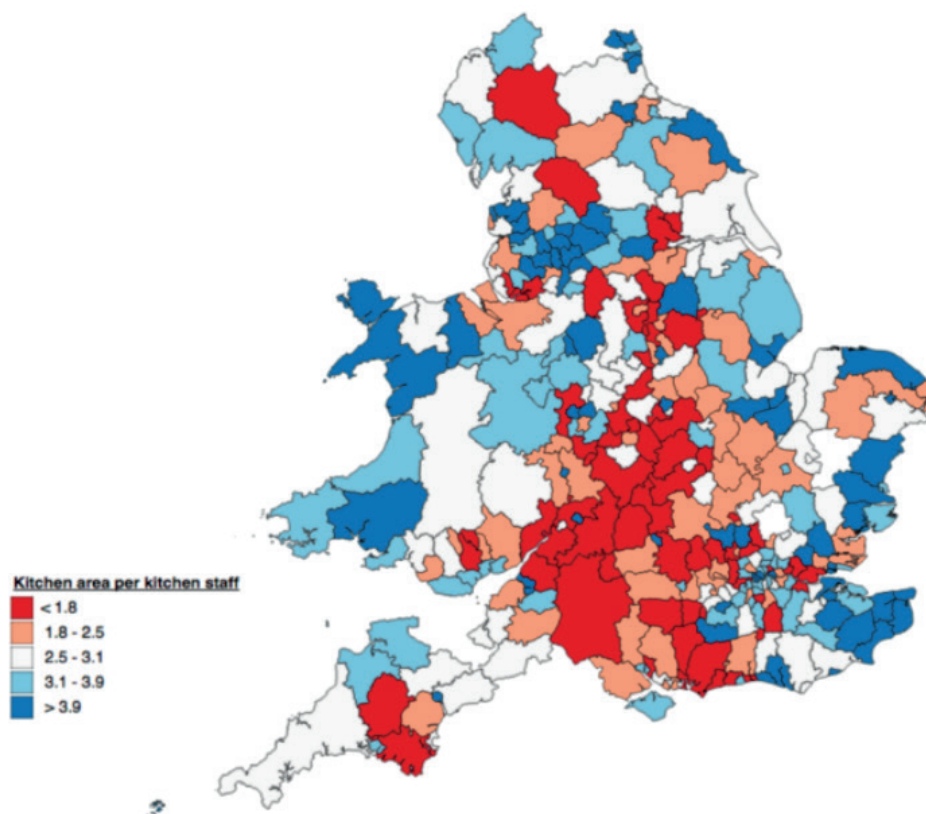 Kitchen area per kitchen staff
< 1.8
1.8 - 2.5
2.5 - 3.1
3.1 - 3.9
> 3.9